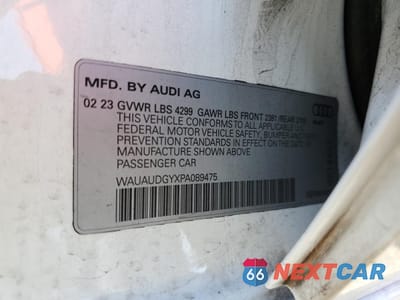 MFD. BY AUDI AG
02 23 GVWR LBS 4299 GAWR LBS FRONT 2381 /REAR
THIS VEHICLE CONFORMS TO ALL APPLICABLE U.S.
FEDERAL MOTOR VEHICLE SAFETY, BUMPER, AND THEFT
PREVENTION STANDARDS IN EFFECT ON THE DATE OF
MANUFACTURE SHOWN ABOVE.
PASSENGER CAR
WAUAUDGYXPA069475
66 NEXTCAR